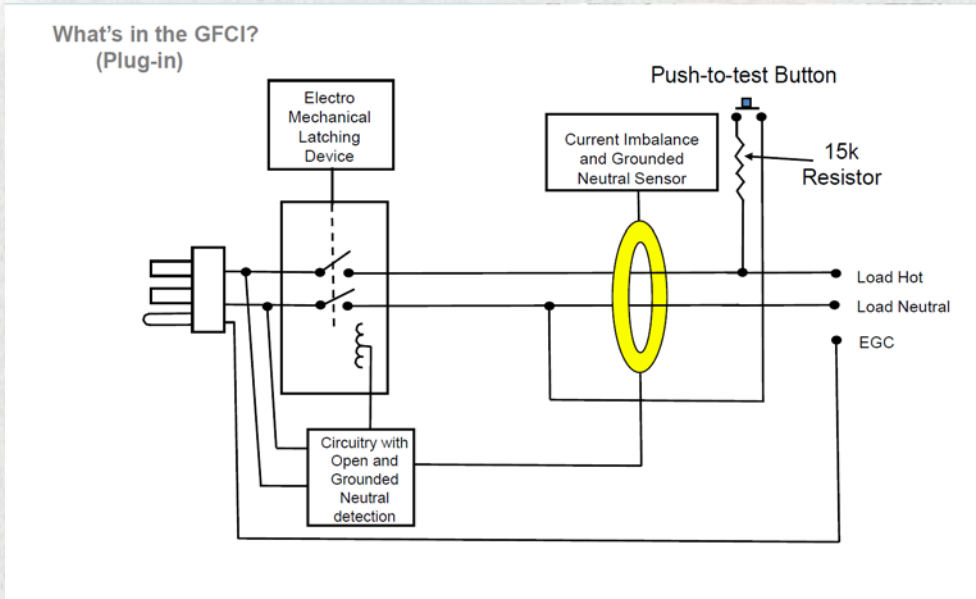 What's in the GFCI?
(Plug-in)
Push-to-test Button
Electro
Mechanical
Latching
Device
Current Imbalance
and Grounded
Neutral Sensor
15k
Resistor
Load Hot
Load Neutral
EGC
Circuitry with
Open and
Grounded
Neutral
detection